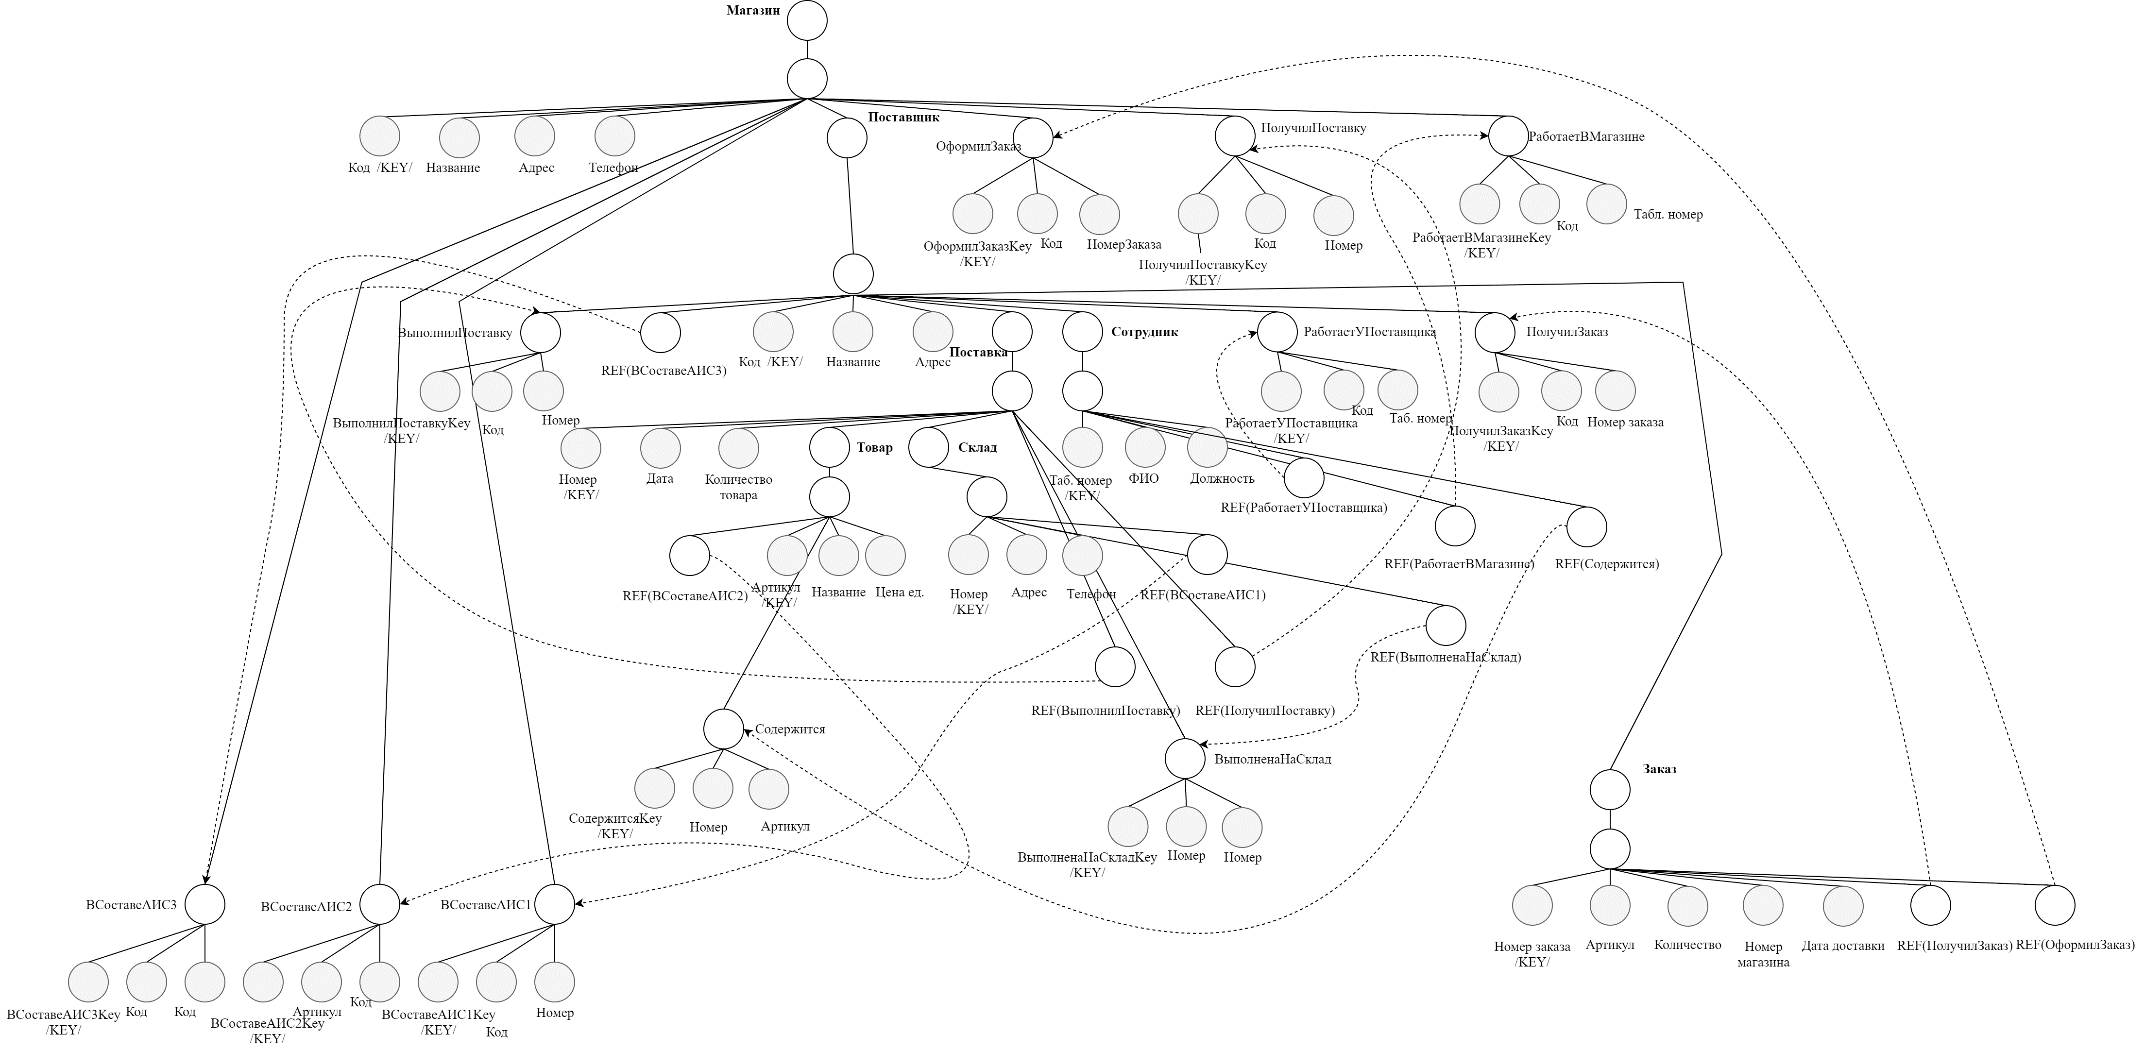 Магазин
Поставщик
Код /KEY/
Название
Адрес
Телефон
ОформилЗаказ
ПолучилПоставку
РаботаетВМагазине
ОформилЗаказKey
/KEY/
Код
НомерЗаказа
ПолучилПоставкуKey
/KEY/
Код
Номер
РаботаетВМагазинеKey
/KEY/
Код
Табл. номер
ВыполнилПоставку
REF(ВСоставеАИС3)
Код /KEY/
Название
Адрес
Поставка
Сотрудник
РаботаетУПоставщика
ПолучилЗаказ
ВыполнилПоставкуKey
/KEY/
Код
Номер
РаботаетУПоставщика
/KEY/
Код
Таб. номер
ПолучилЗаказKey
/KEY/
Код
Номер заказа
Номер
/KEY/
Дата
Количество
товара
Товар
Склад
Таб. номер
/KEY/
ФИО
Должность
REF(РаботаетУПоставщика)
REF(РаботаетВМагазине)
REF(Содержится)
REF(ВСоставеАИС2)
Артикул
/KEY/
Название
Цена ед.
Номер
/KEY/
Адрес
Телефон
REF(ВСоставеАИС1)
REF(ВыполненаНаСклад)
REF(ВыполнилПоставку)
REF(ПолучилПоставку)
Содержится
ВыполненаНаСклад
Заказ
СодержитсяKey
/KEY/
Номер
Артикул
ВыполненаНаСкладKey
/KEY/
Номер
Номер
ВСоставеАИС3
ВСоставеАИС2
ВСоставеАИС1
Номер заказа
/KEY/
Артикул
Количество
Номер
магазина
Дата доставки
REF(ПолучилЗаказ)
REF(ОформилЗаказ)
ВСоставеАИС3Key
/KEY/
Код
Код
ВСоставеАИС2Key
/KEY/
Артикул
Код
ВСоставеАИС1Key
/KEY/
Код
Номер